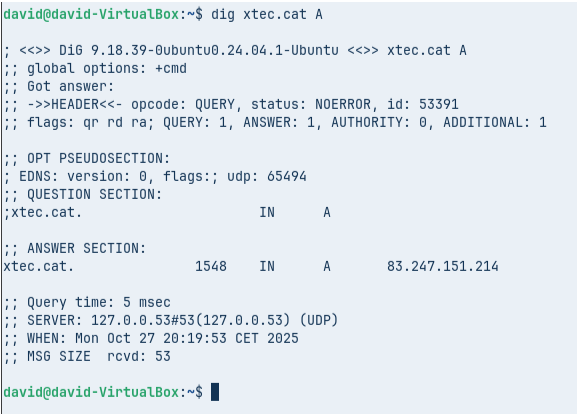 david@david-VirtualBox:~$ dig xtec.cat A
; <<>> DiG 9.18.39-0ubuntu0.24.04.1-Ubuntu <<>> xtec.cat A
;; global options: +cmd
;; Got answer:
;; ->>HEADER<<- opcode: QUERY, status: NOERROR, id: 53391
;; flags: qr rd ra; QUERY: 1, ANSWER: 1, AUTHORITY: 0, ADDITIONAL: 1
;; OPT PSEUDOSECTION:
; EDNS: version: 0, flags:; udp: 65494
;; QUESTION SECTION:
;xtec.cat. IN A
;; ANSWER SECTION:
xtec.cat. 1548 IN A 83.247.151.214
;; Query time: 5 msec
;; SERVER: 127.0.0.53#53(127.0.0.53) (UDP)
;; WHEN: Mon Oct 27 20:19:53 CET 2025
;; MSG SIZE rcvd: 53
david@david-VirtualBox:~$